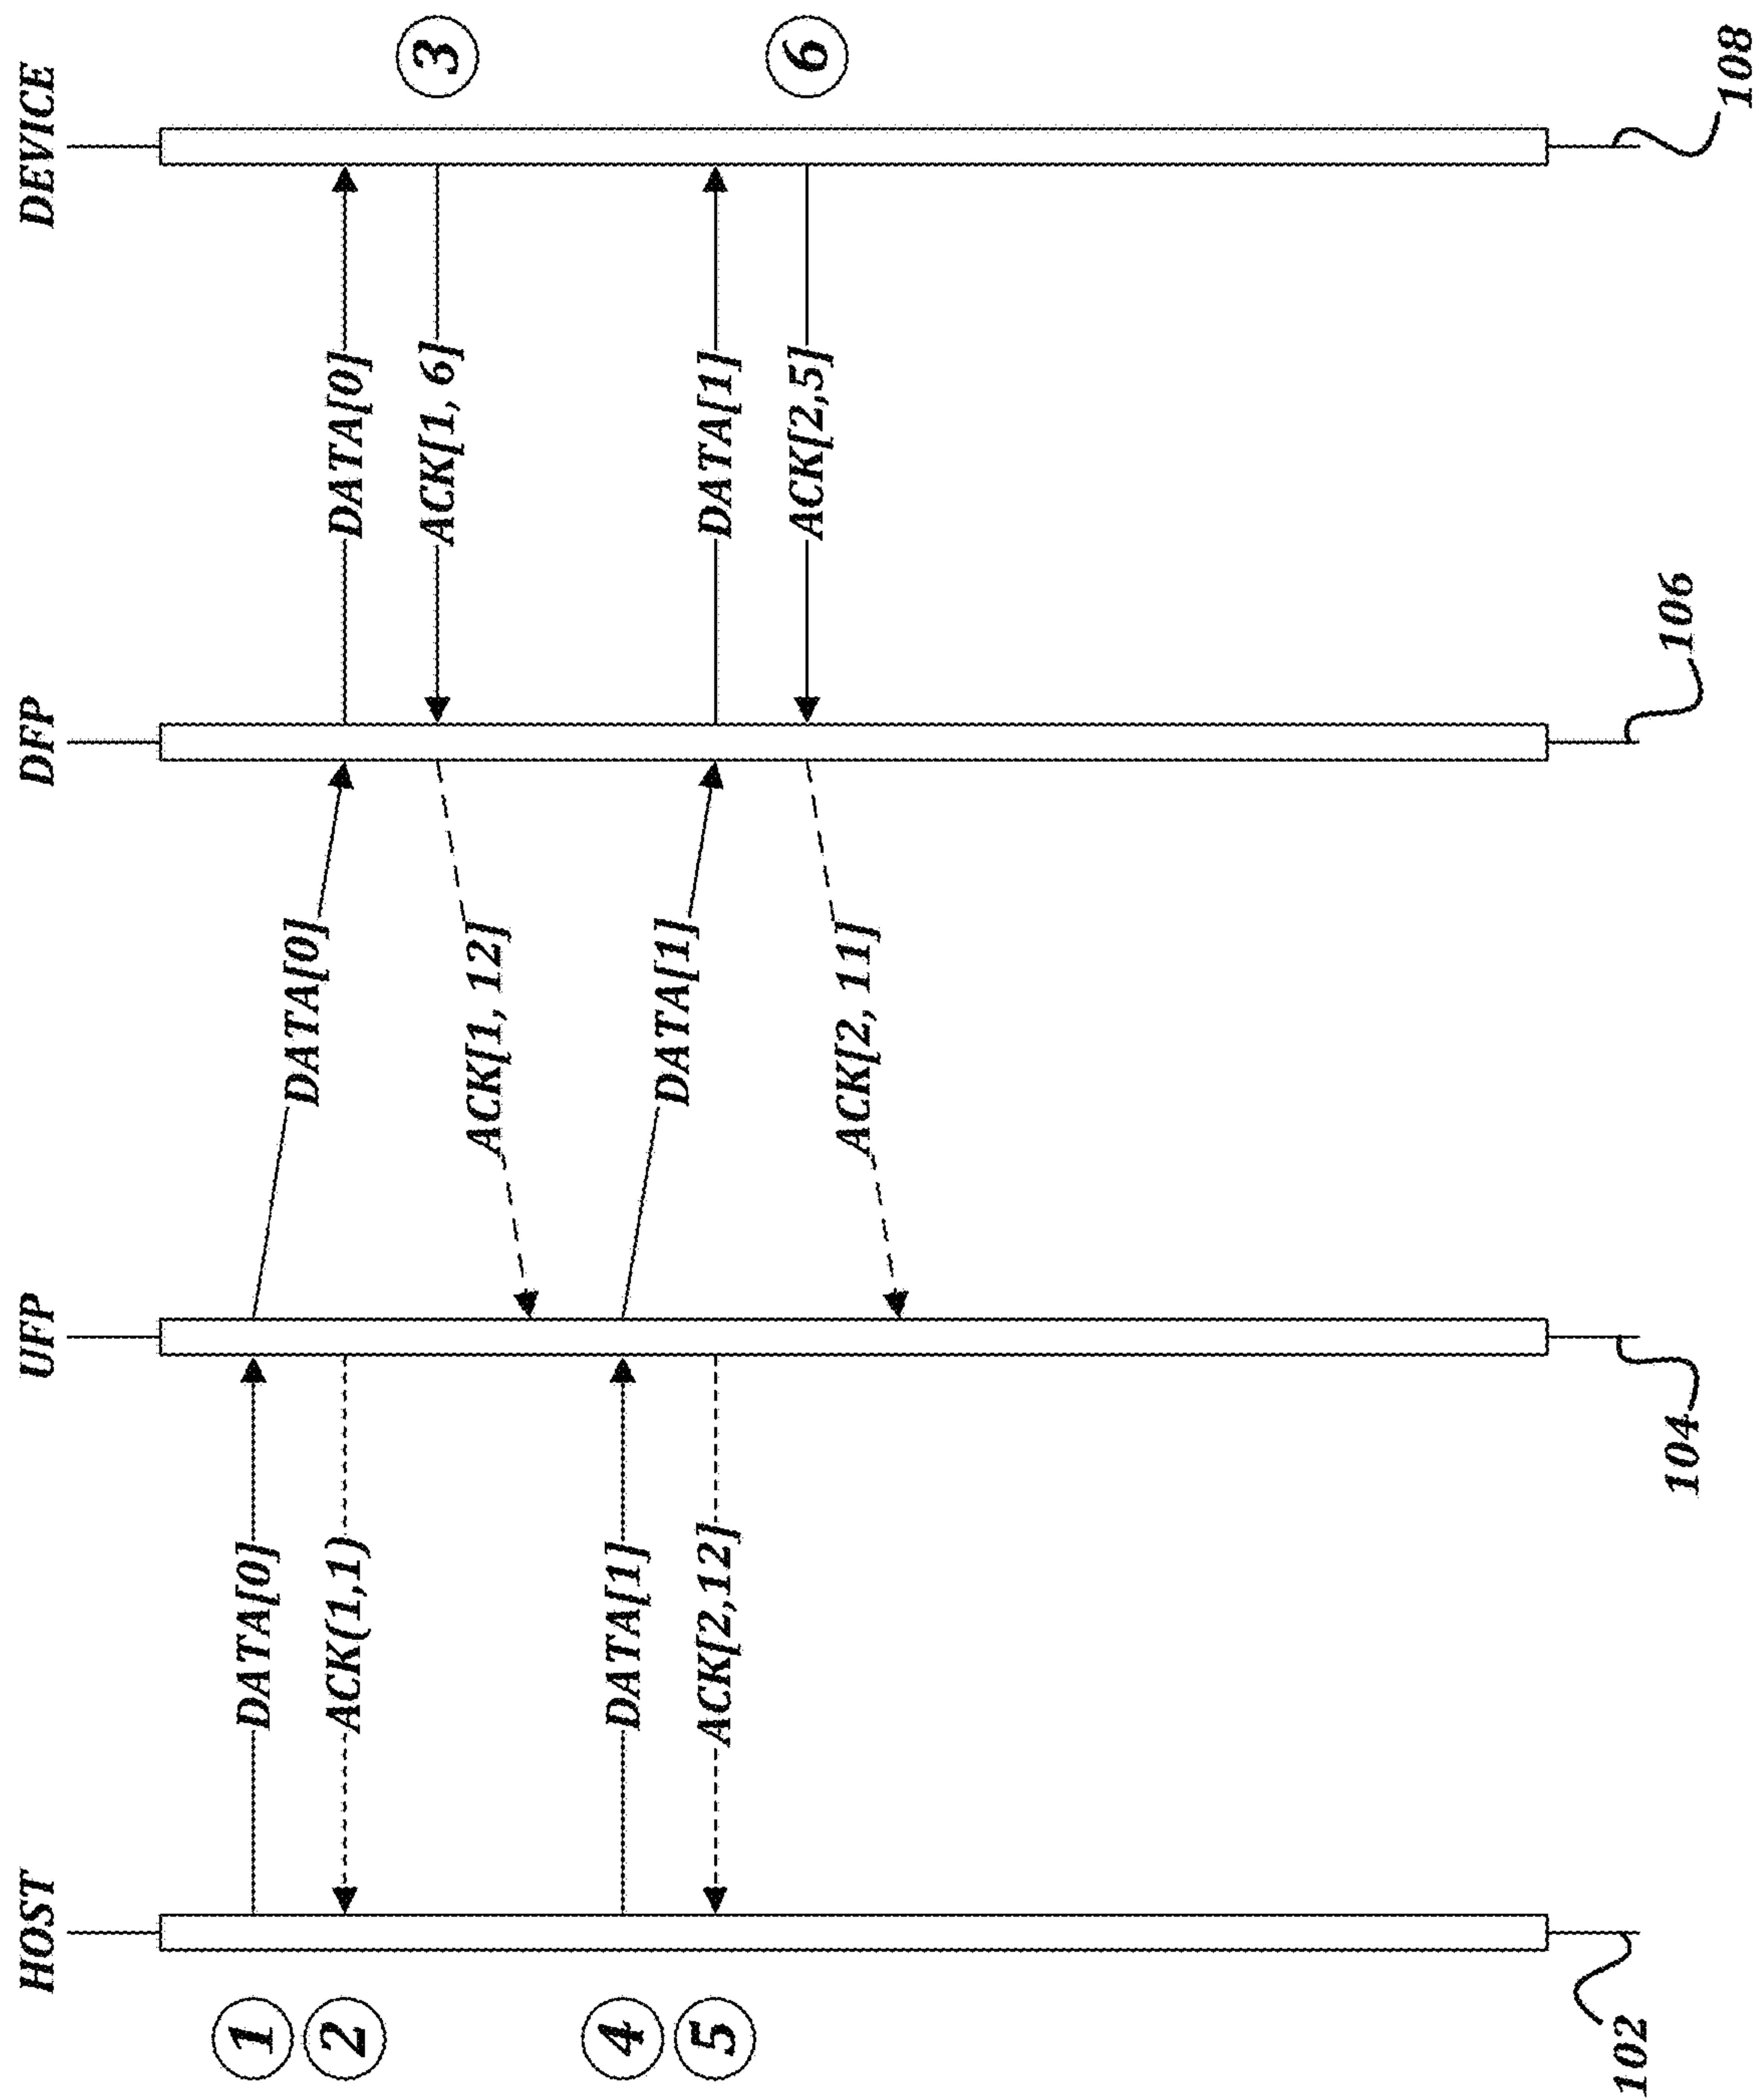 HOST UFP DFP DEVICE
1 DATA[0] DATA[0] DATA[0]
2 ACK(1,1) ACK[1, 12] ACK[1, 6] 3
4 DATA[1] DATA[1] DATA[1]
5 ACK[2,12] ACK[2, 11] ACK[2,5] 6
102 104 106 108